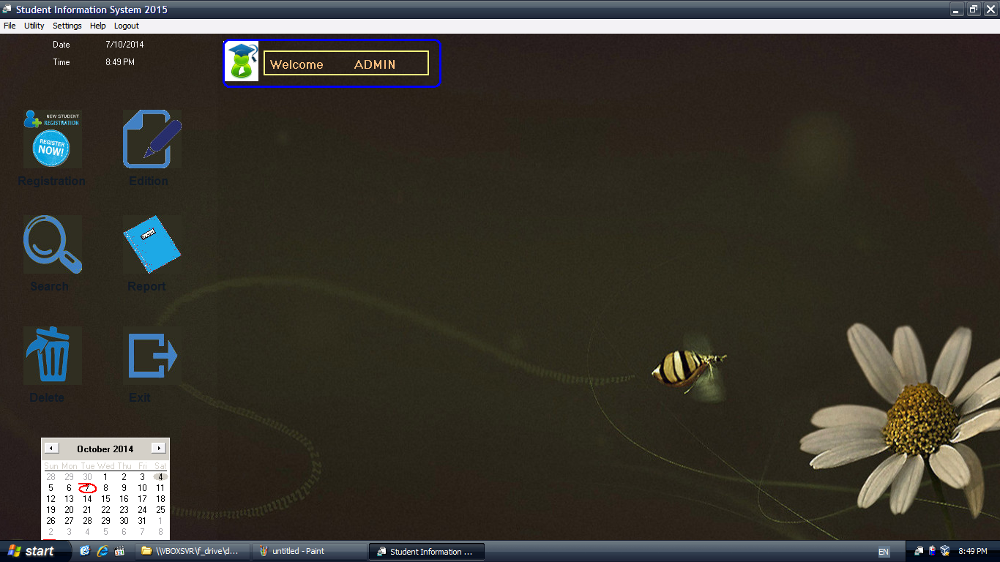 Student Information System 2015
File Utility Settings Help Logout
Date 7/10/2014
Time 8:49 PM
Welcome ADMIN
NEW STUDENT
REGISTRATION
REGISTER
NOW!
Registration Edition
Search Report
Delete Exit
October 2014
Sun Mon Tue Wed Thu Fri Sat
28 29 30 1 2 3 4
5 6 7 8 9 10 11
12 13 14 15 16 17 18
19 20 21 22 23 24 25
26 27 28 29 30 31 1
2 3 4 5 6 7 8
start \\VBOXSVR\f_drive\d... untitled - Paint Student Information ... EN 8:49 PM